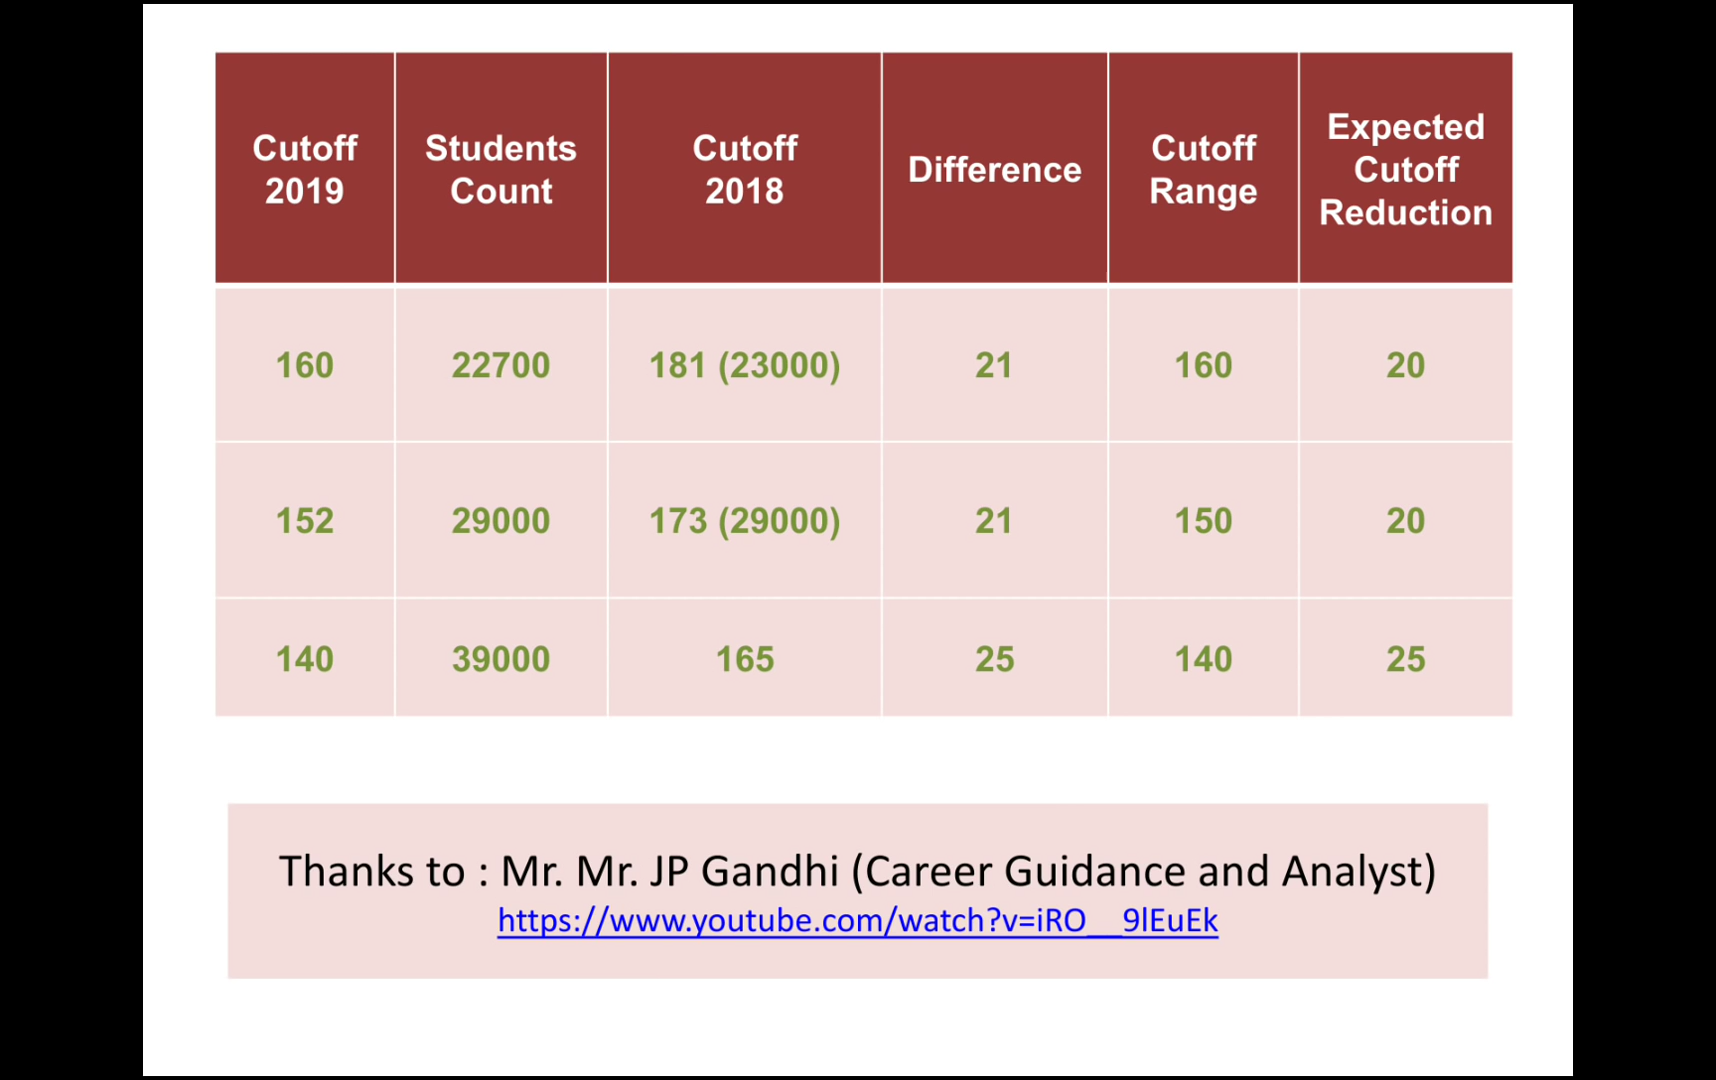 Cutoff 2019 Students Count Cutoff 2018 Difference Cutoff Range Expected Cutoff Reduction
160 22700 181 (23000) 21 160 20
152 29000 173 (29000) 21 150 20
140 39000 165 25 140 25
Thanks to : Mr. Mr. JP Gandhi (Career Guidance and Analyst)
https://www.youtube.com/watch?v=iRO__9lEuEk